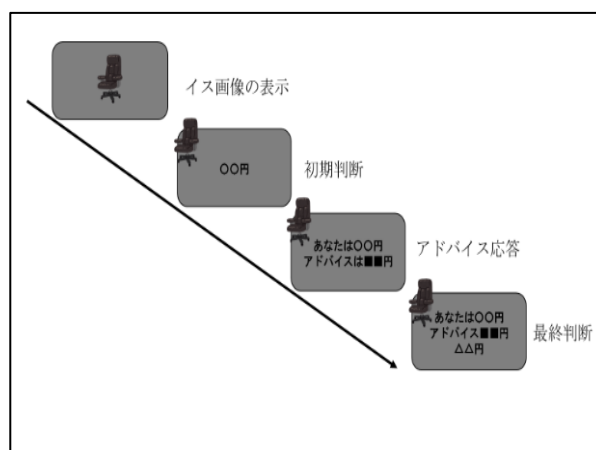 イス画像の表示
〇〇円
初期判断
あなたは〇〇円
アドバイスは■■円
アドバイス応答
あなたは〇〇円
アドバイス■■円
△△円
最終判断